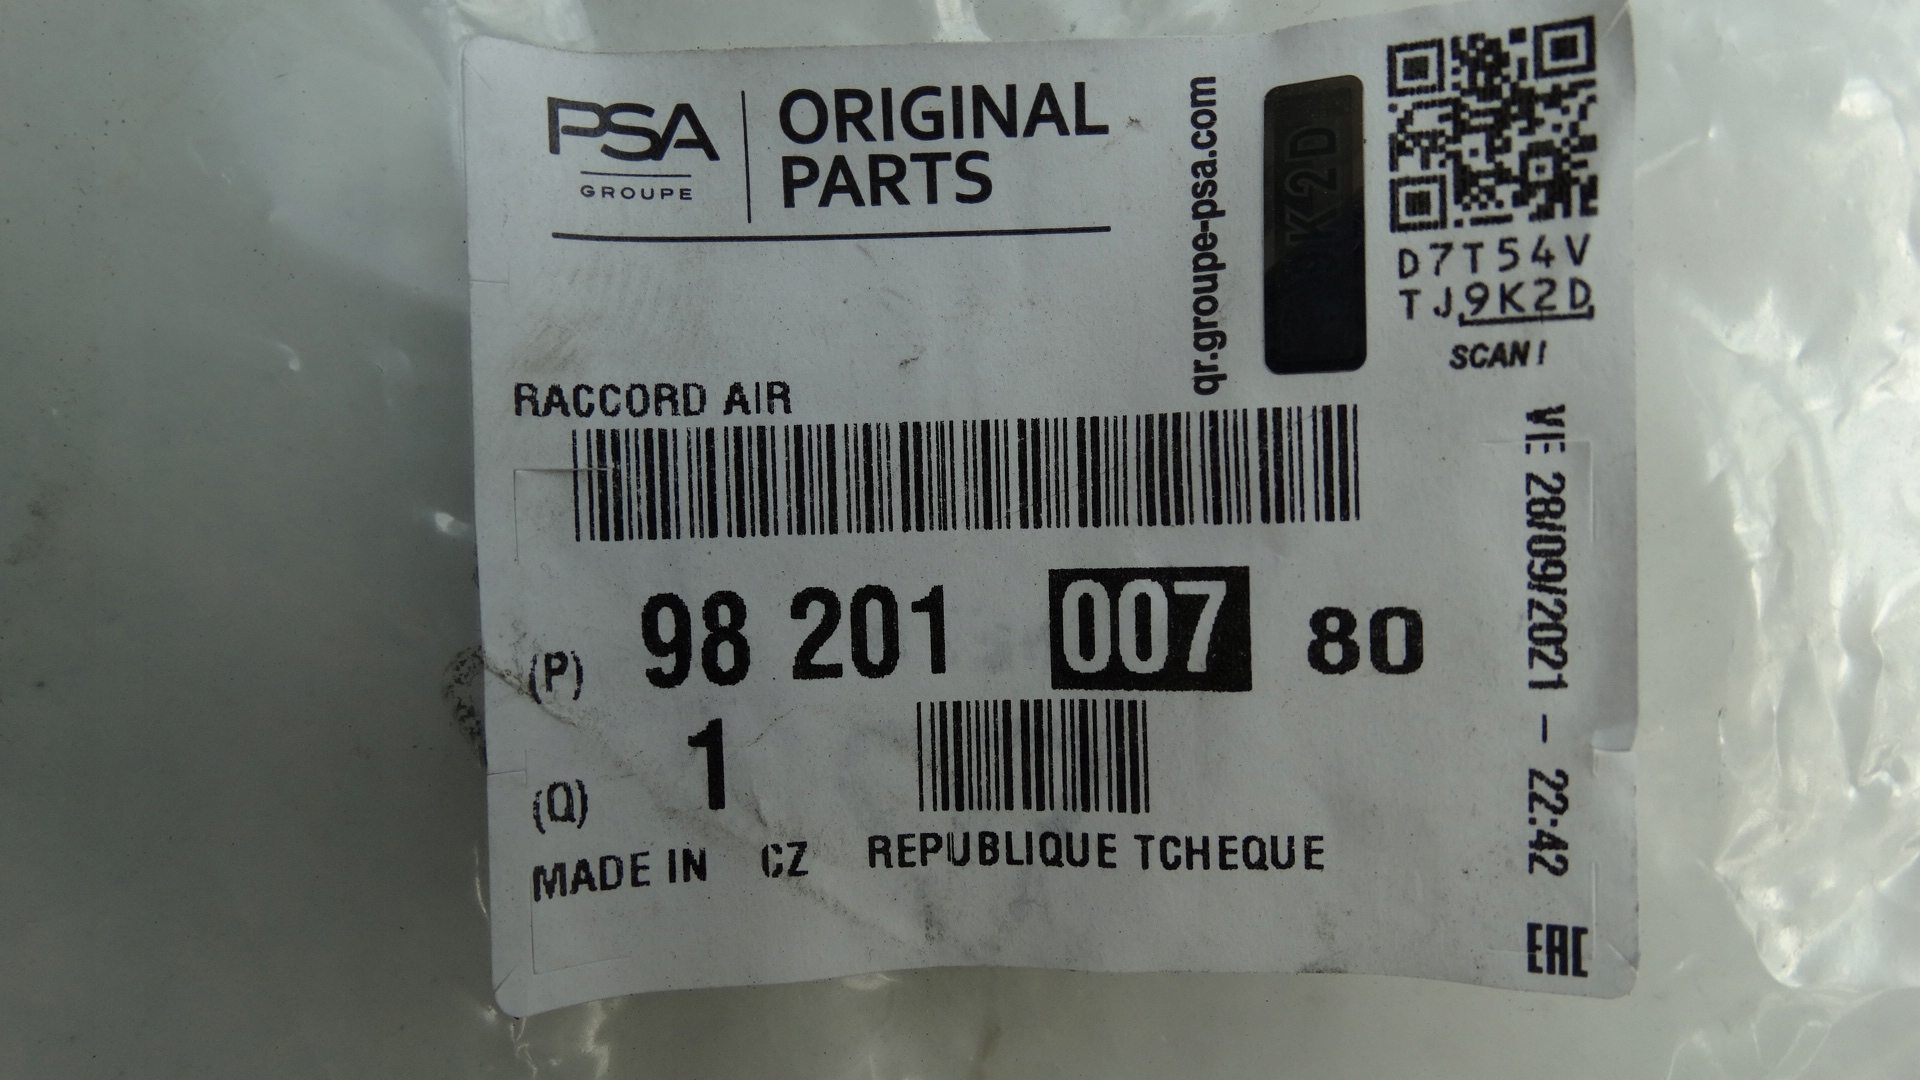 PSA
GROUPE
ORIGINAL
PARTS
qr.groupe-psa.com
9K2D
D7T54V
TJ9K2D
SCAN!
RACCORD AIR
(P) 98 201 007 80
(Q) 1
MADE IN CZ REPUBLIQUE TCHEQUE
VE 28/09/2021 - 22:42
EAC